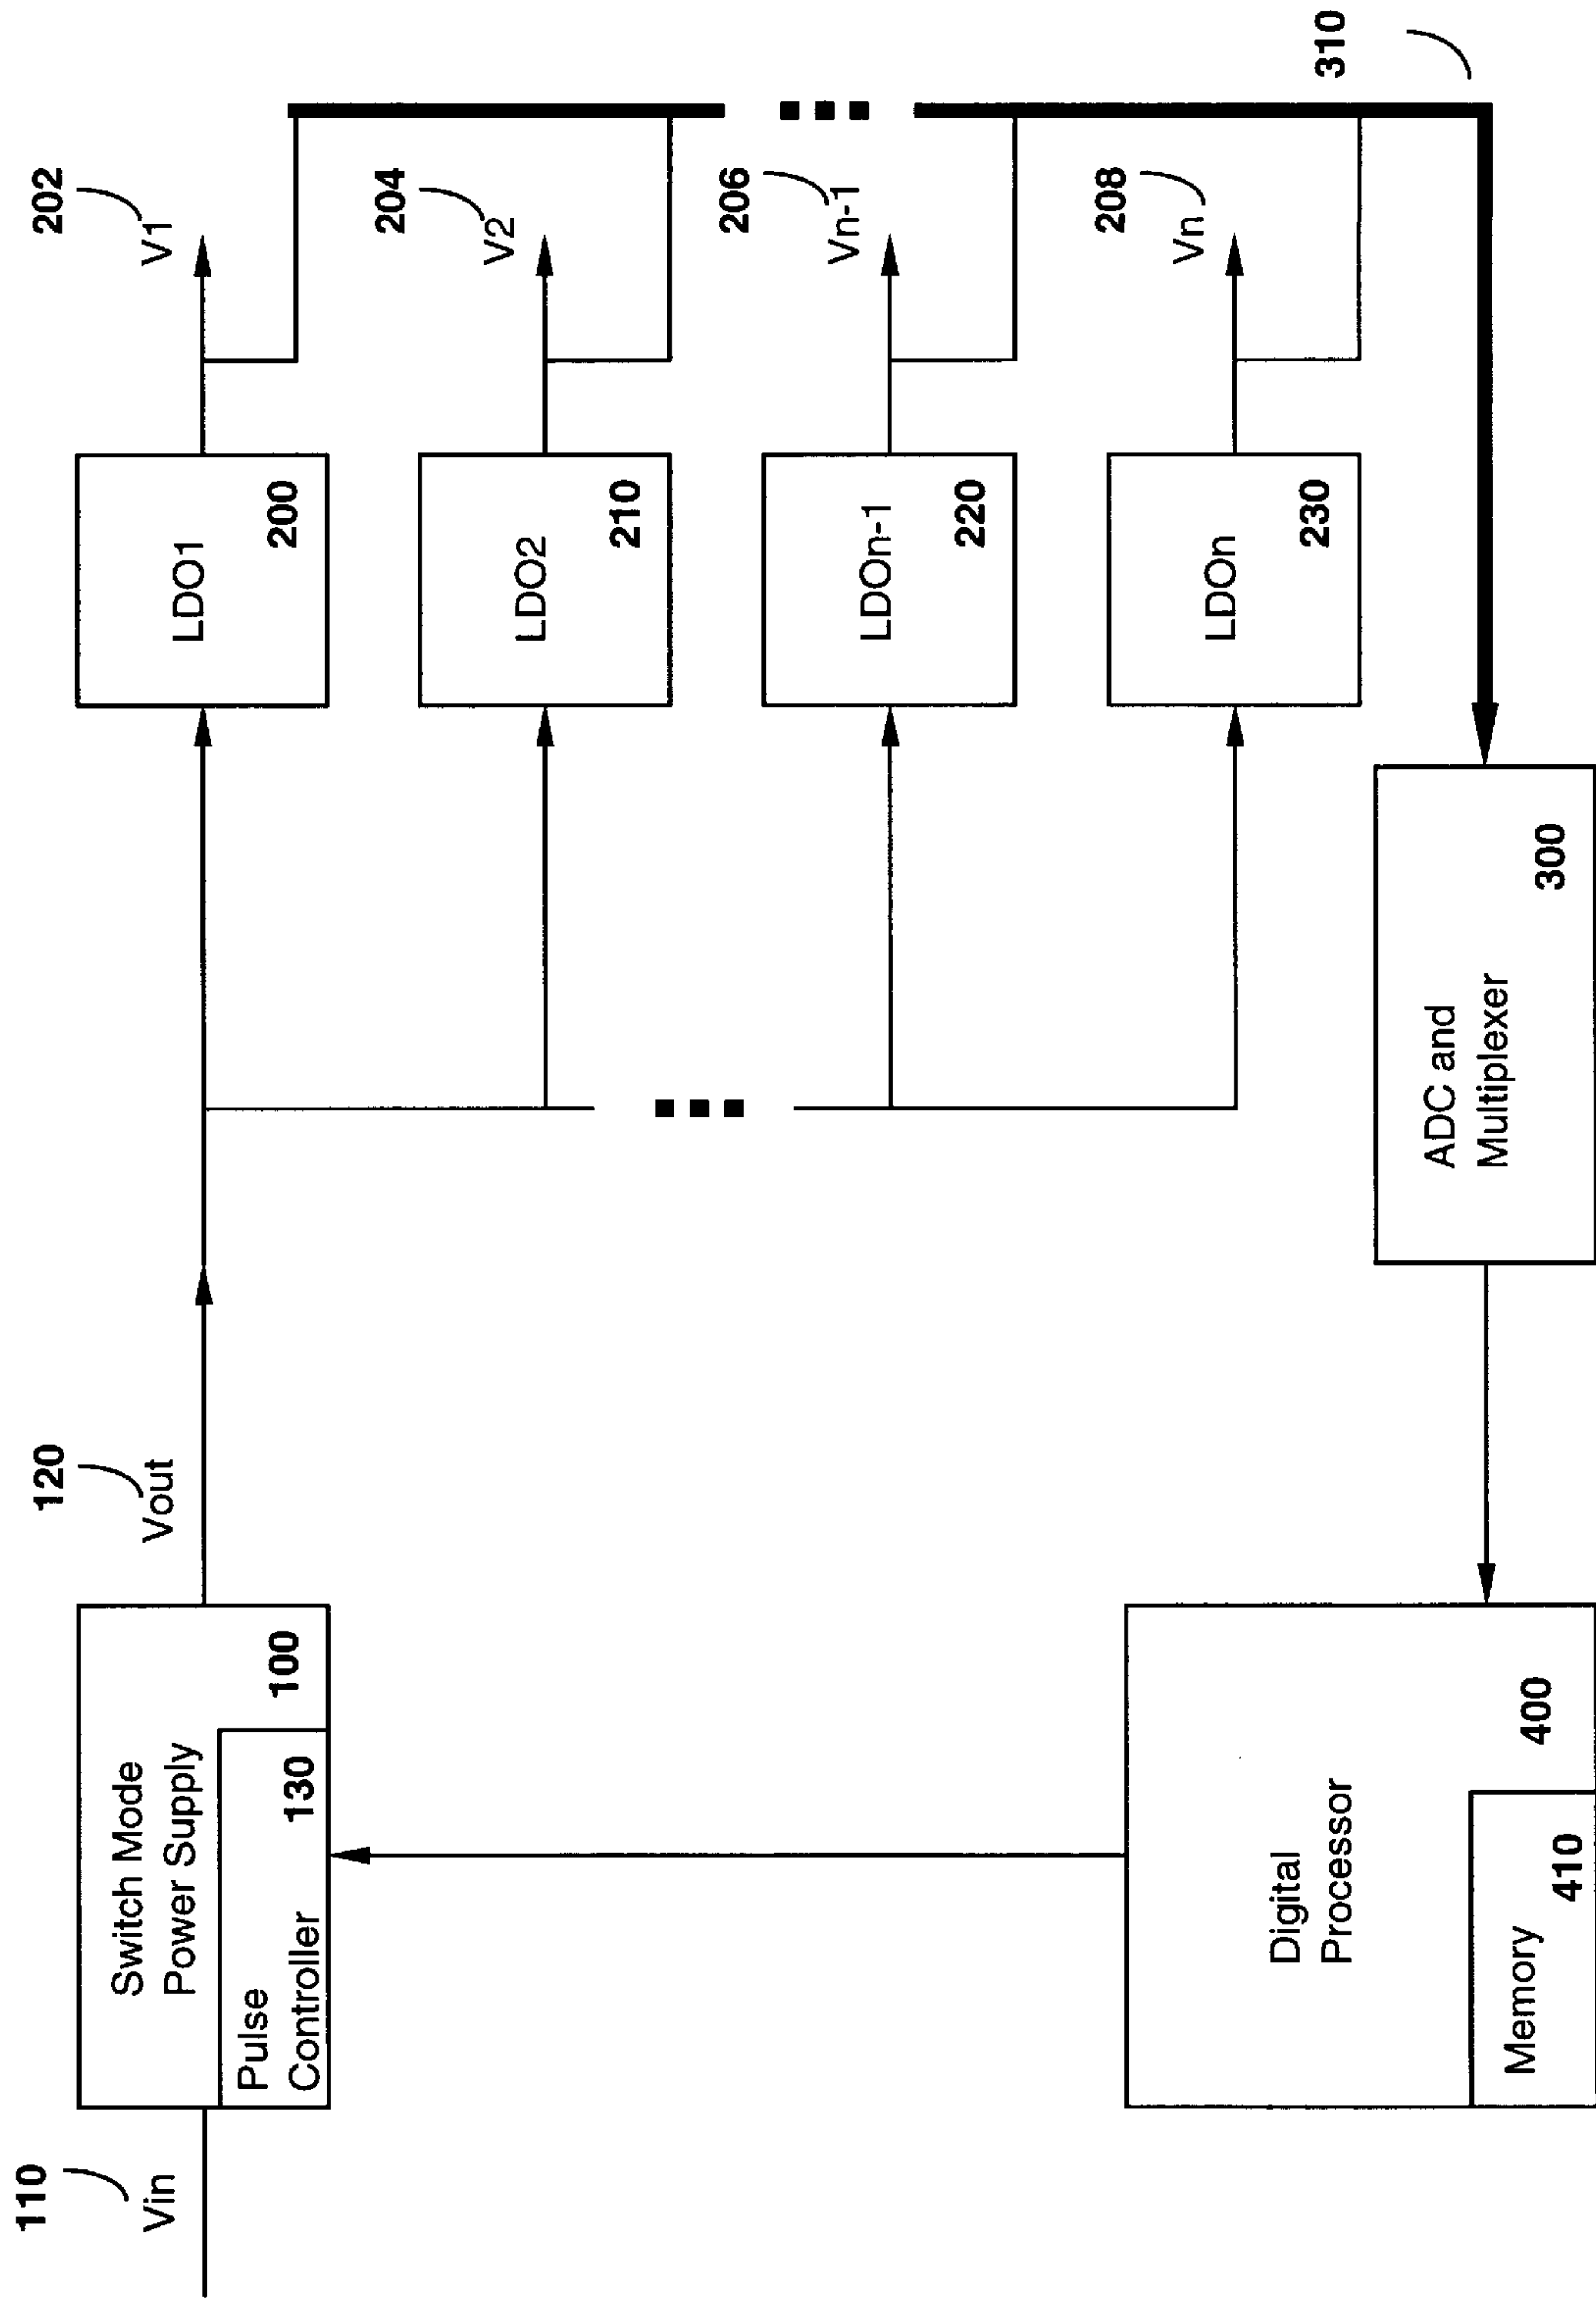 110
Vin
Switch Mode
Power Supply
100
Pulse
Controller
130
120
Vout
LDO1
200
202
V1
LDO2
210
204
V2
LDOn-1
220
206
Vn-1
LDOn
230
208
Vn
310
ADC and
Multiplexer
300
Digital
Processor
400
Memory
410